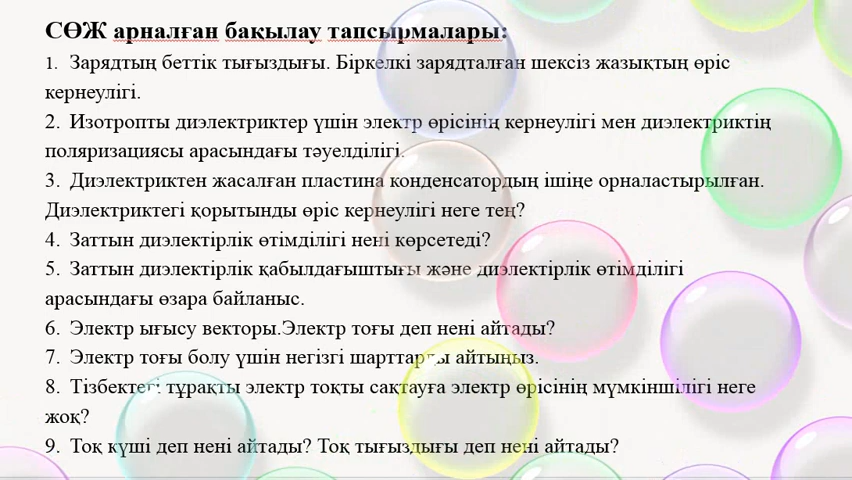 СӨЖ арналған бақылау тапсырмалары:
1. Зарядтың беттік тығыздығы. Біркелкі зарядталған шексіз жазықтың өріс
кернеулігі.
2. Изотропты диэлектриктер үшін электр өрісінің кернеулігі мен диэлектриктің
поляризациясы арасындағы тәуелділігі.
3. Диэлектриктен жасалған пластина конденсатордың ішіңе орналастырылған.
Диэлектриктегі қорытынды өріс кернеулігі неге тең?
4. Заттын диэлектірлік өтімділігі нені көрсетеді?
5. Заттын диэлектірлік қабылдағыштығы және диэлектірлік өтімділігі
арасындағы өзара байланыс.
6. Электр ығысу векторы.Электр тоғы деп нені айтады?
7. Электр тоғы болу үшін негізгі шарттарды айтыңыз.
8. Тізбектегі тұрақты электр тоқты сақтауға электр өрісінің мүмкіншілігі неге
жоқ?
9. Тоқ күші деп нені айтады? Тоқ тығыздығы деп нені айтады?